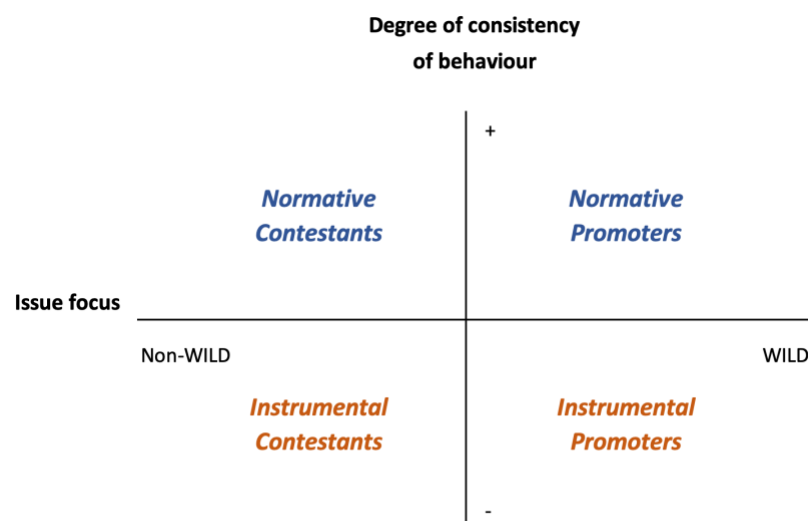 Degree of consistency
of behaviour
+
Normative
Contestants
Normative
Promoters
Issue focus
Non-WILD
WILD
Instrumental
Contestants
Instrumental
Promoters
-